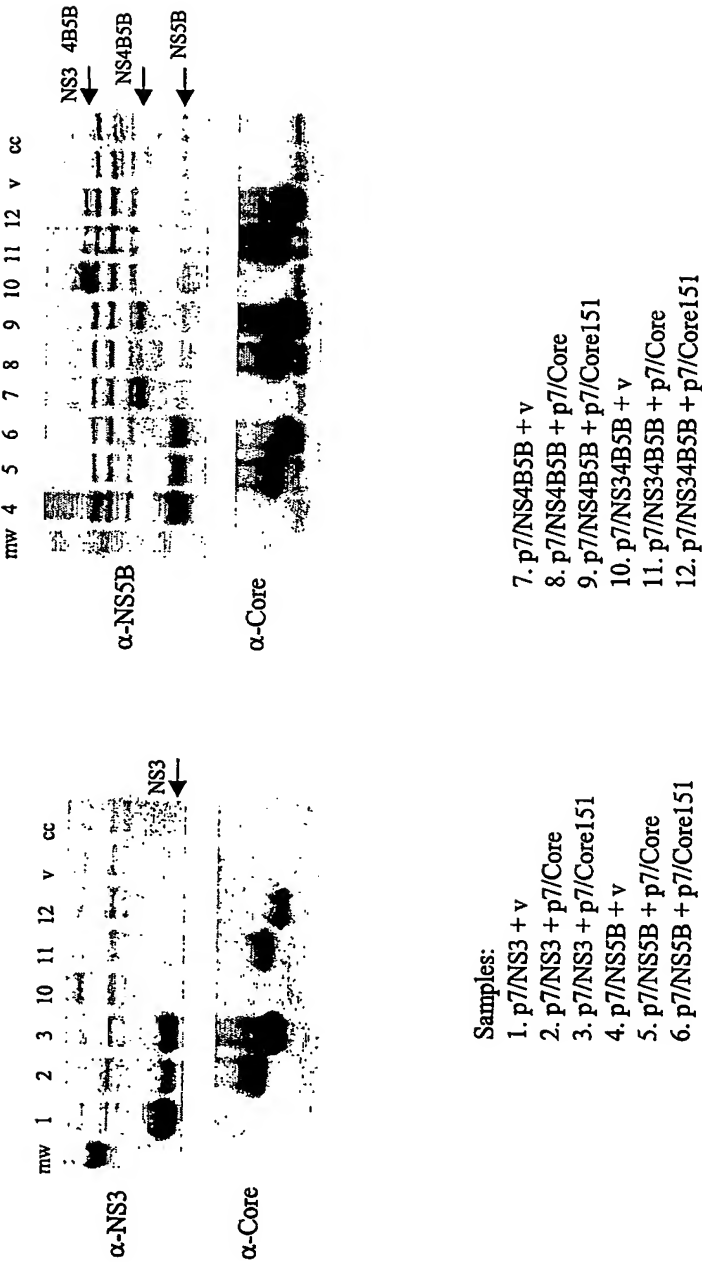 mw 1 2 3 10 11 12 v cc
α-NS3
NS3
α-Core
mw 4 5 6 7 8 9 10 11 12 v cc
NS3 4B5B
NS4B5B
NS5B
α-NS5B
α-Core
Samples:
1. p7/NS3 + v
2. p7/NS3 + p7/Core
3. p7/NS3 + p7/Core151
4. p7/NS5B + v
5. p7/NS5B + p7/Core
6. p7/NS5B + p7/Core151
7. p7/NS4B5B + v
8. p7/NS4B5B + p7/Core
9. p7/NS4B5B + p7/Core151
10. p7/NS34B5B + v
11. p7/NS34B5B + p7/Core
12. p7/NS34B5B + p7/Core151